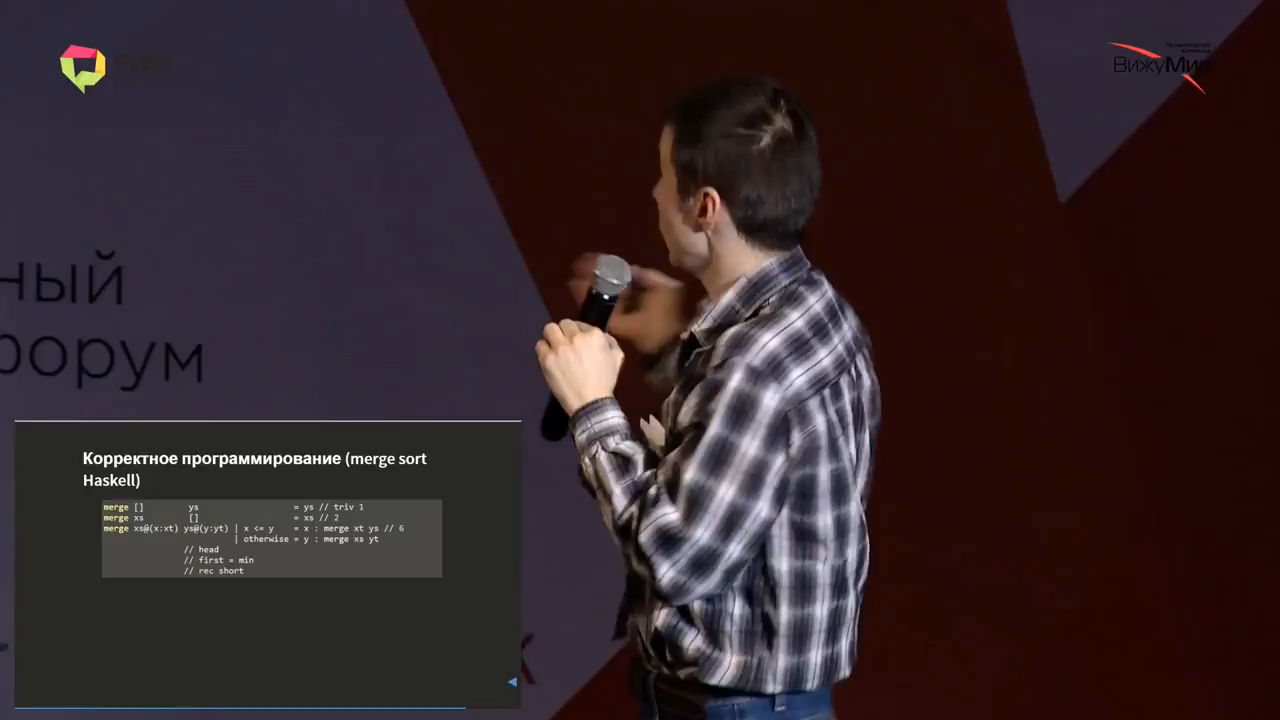 ВижуМир
ный
форум
Корректное программирование (merge sort
Haskell)
merge []        ys                 = ys // triv 1
merge xs        []                 = xs // 2
merge xs@(x:xt) ys@(y:yt) | x <= y    = x : merge xt ys // 6
| otherwise = y : merge xs yt
// head
// first = min
// rec short